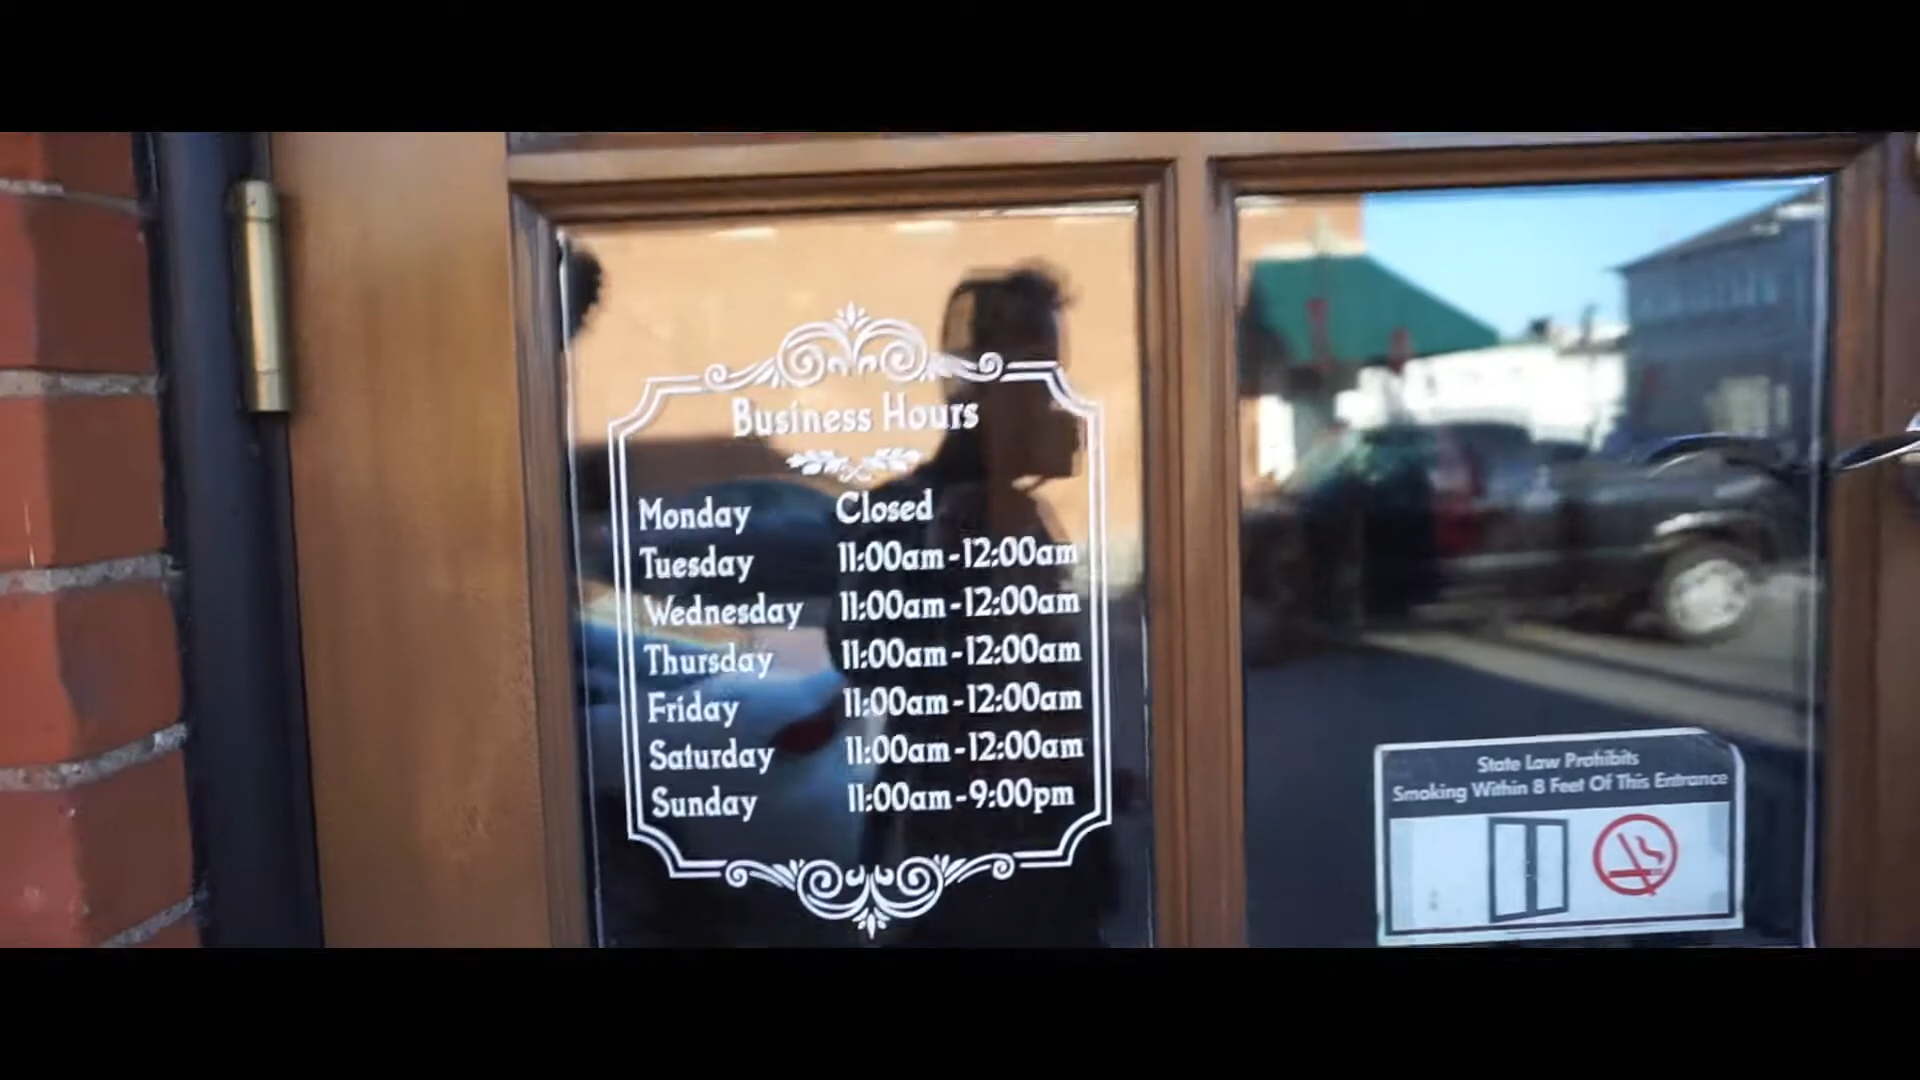 Business Hours
Monday Closed
Tuesday 11:00am-12:00am
Wednesday 11:00am-12:00am
Thursday 11:00am-12:00am
Friday 11:00am-12:00am
Saturday 11:00am-12:00am
Sunday 11:00am-9:00pm
State Law Prohibits
Smoking Within 8 Feet Of This Entrance